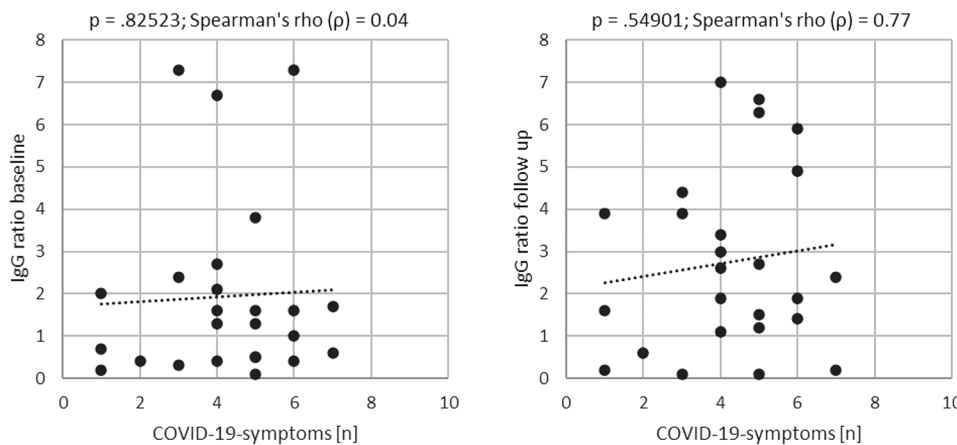 p = .82523; Spearman's rho (ρ) = 0.04
8
7
6
5
4
3
2
1
0
IgG ratio baseline
0 2 4 6 8 10
COVID-19-symptoms [n]
p = .54901; Spearman's rho (ρ) = 0.77
8
7
6
5
4
3
2
1
0
IgG ratio follow up
0 2 4 6 8 10
COVID-19-symptoms [n]